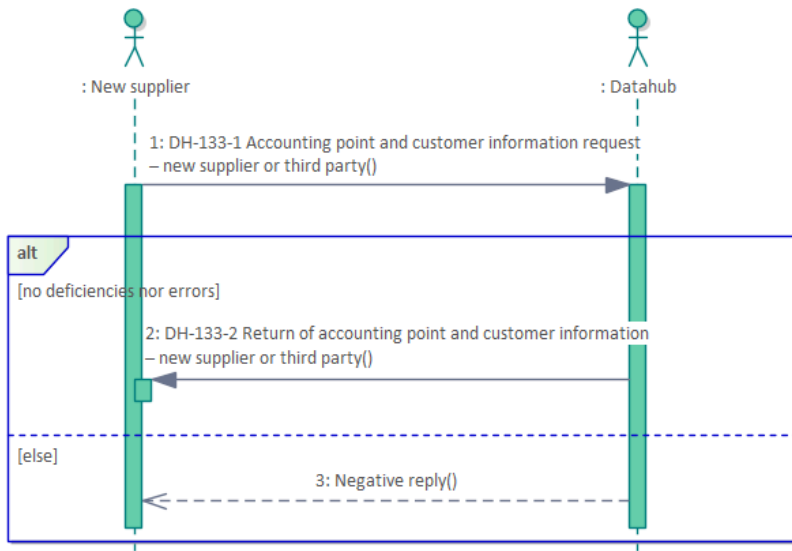 : New supplier
: Datahub
1: DH-133-1 Accounting point and customer information request
– new supplier or third party()
alt
[no deficiencies nor errors]
2: DH-133-2 Return of accounting point and customer information
– new supplier or third party()
[else]
3: Negative reply()